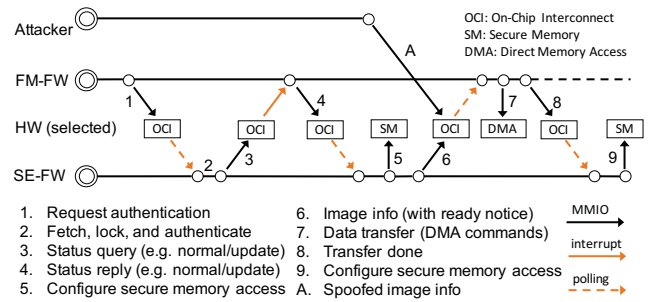 Attacker
OCI: On-Chip Interconnect
SM: Secure Memory
DMA: Direct Memory Access
A
FM-FW
1
4
7
8
HW (selected)
OCI
OCI
OCI
SM
OCI
DMA
OCI
SM
2
3
5
6
9
SE-FW
1. Request authentication
2. Fetch, lock, and authenticate
3. Status query (e.g. normal/update)
4. Status reply (e.g. normal/update)
5. Configure secure memory access
6. Image info (with ready notice)
7. Data transfer (DMA commands)
8. Transfer done
9. Configure secure memory access
A. Spoofed image info
MMIO
interrupt
polling